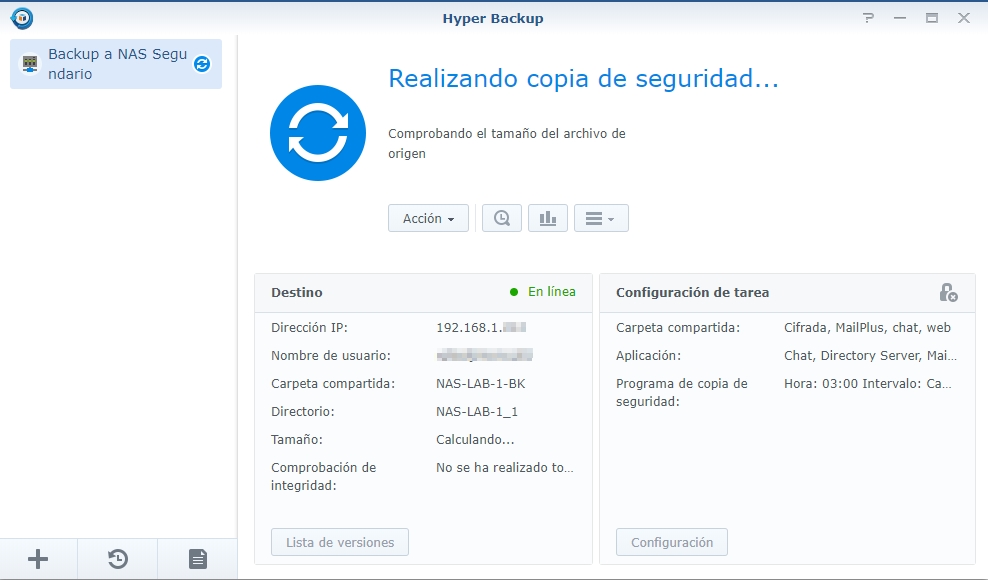 Hyper Backup
Backup a NAS Segu
ndario
Realizando copia de seguridad...
Comprobando el tamaño del archivo de
origen
Acción
Destino
En línea
Dirección IP: 192.168.1.
Nombre de usuario:
Carpeta compartida: NAS-LAB-1-BK
Directorio: NAS-LAB-1_1
Tamaño: Calculando...
Comprobación de No se ha realizado to...
integridad:
Lista de versiones
Configuración de tarea
Carpeta compartida: Cifrada, MailPlus, chat, web
Aplicación: Chat, Directory Server, Mai...
Programa de copia de Hora: 03:00 Intervalo: Ca...
seguridad:
Configuración